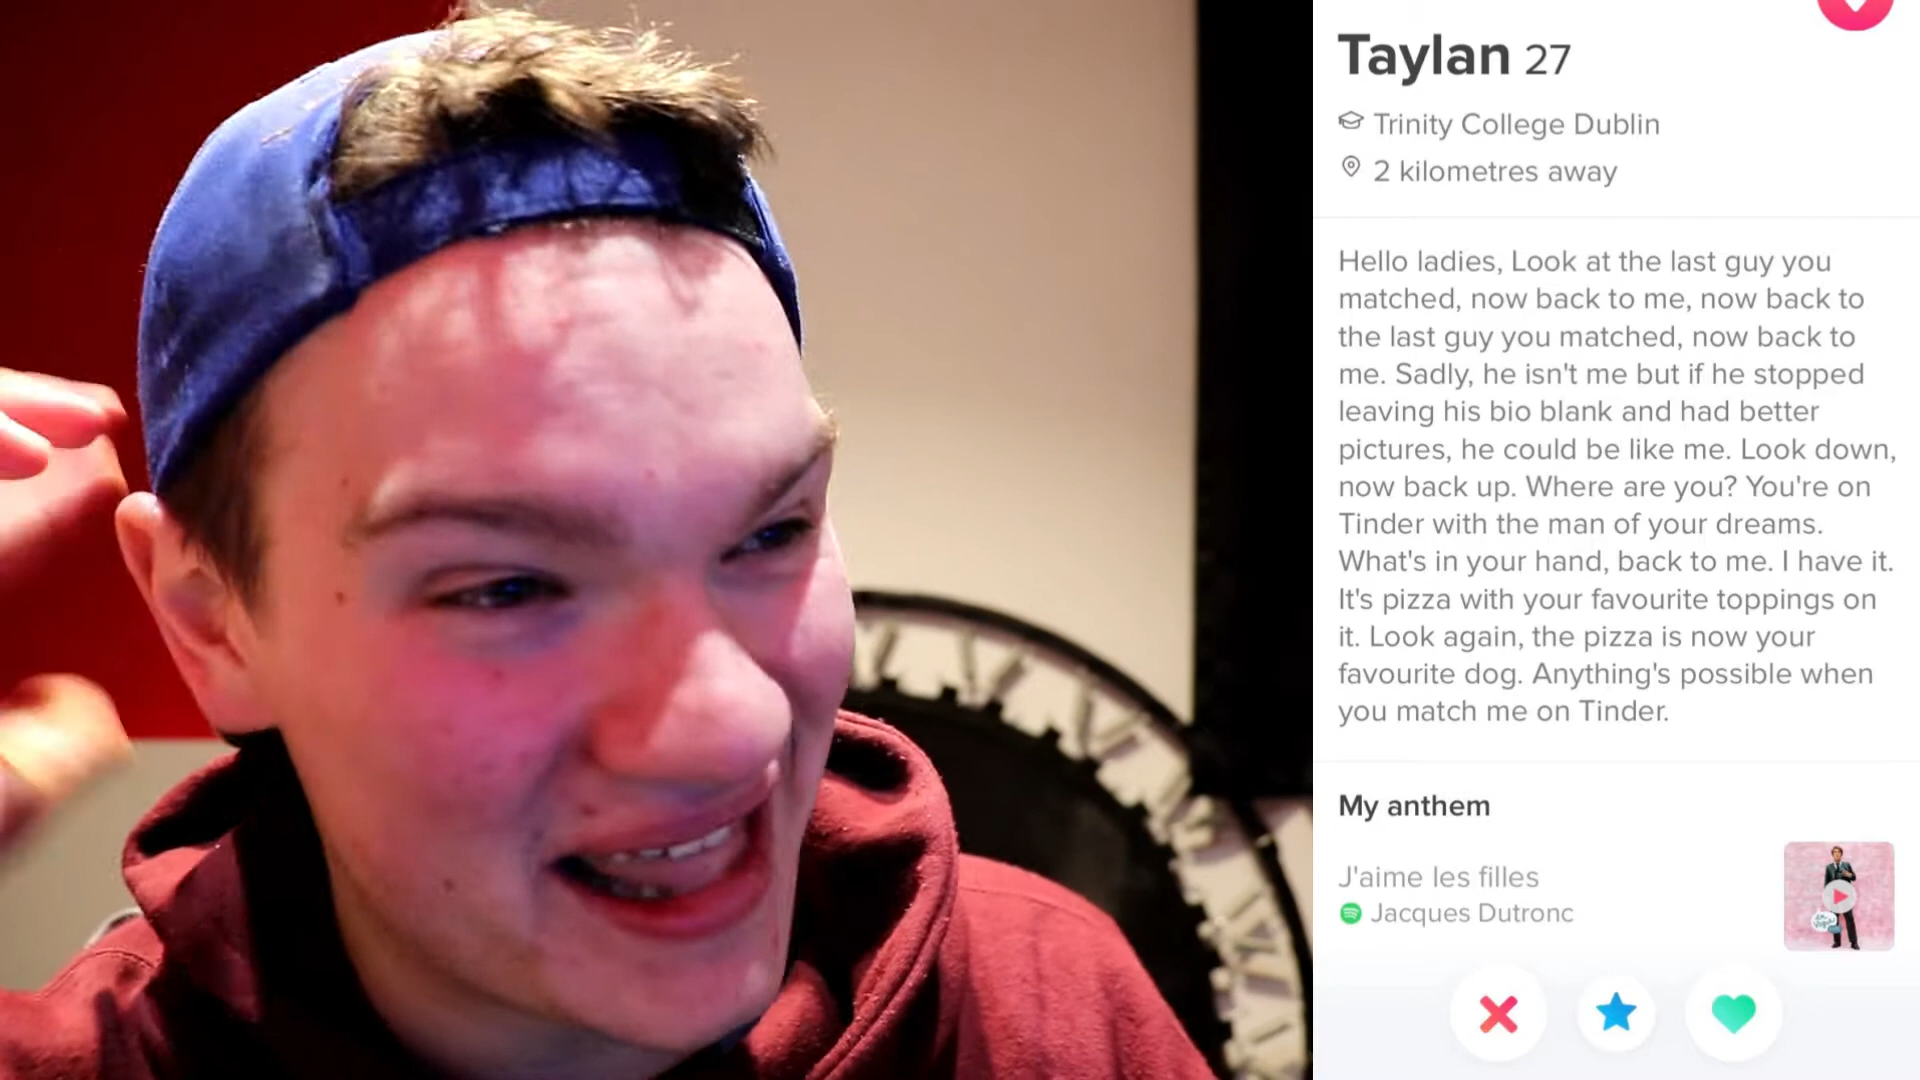 Taylan 27
Trinity College Dublin
2 kilometres away
Hello ladies, Look at the last guy you
matched, now back to me, now back to
the last guy you matched, now back to
me. Sadly, he isn't me but if he stopped
leaving his bio blank and had better
pictures, he could be like me. Look down,
now back up. Where are you? You're on
Tinder with the man of your dreams.
What's in your hand, back to me. I have it.
It's pizza with your favourite toppings on
it. Look again, the pizza is now your
favourite dog. Anything's possible when
you match me on Tinder.
My anthem
J'aime les filles
Jacques Dutronc